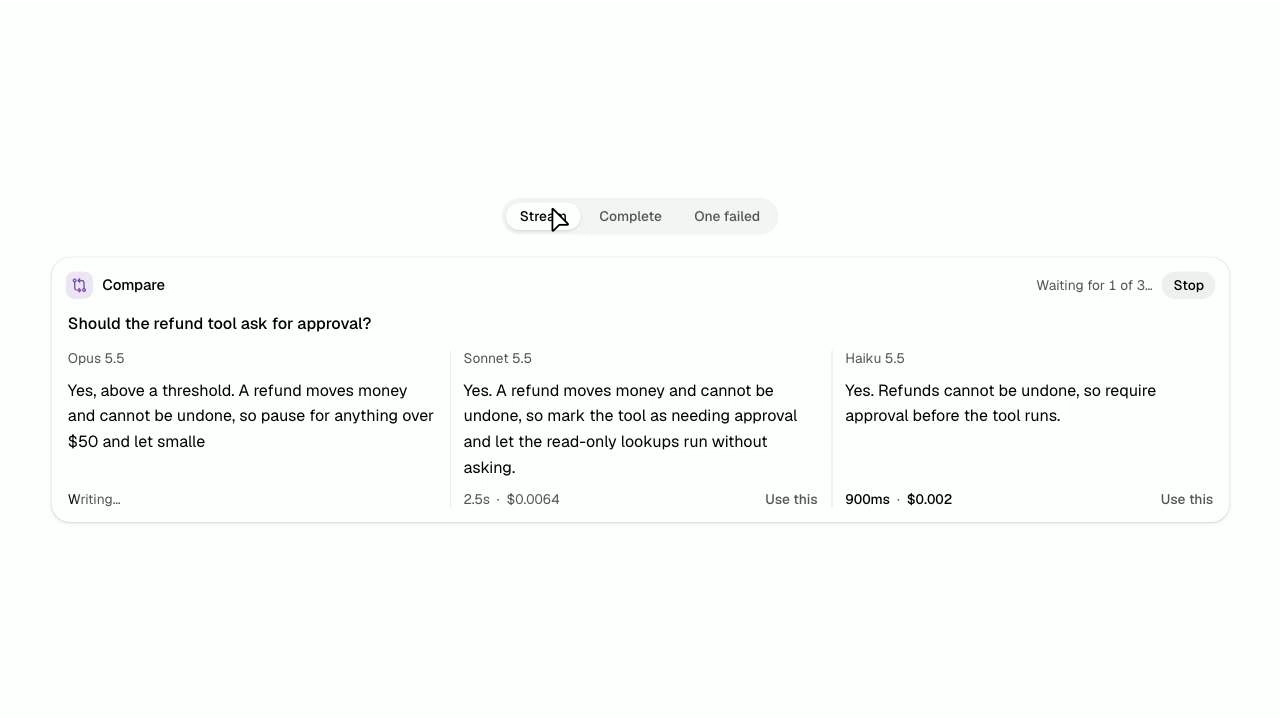 Stream Complete One failed
Compare
Waiting for 1 of 3… Stop
Should the refund tool ask for approval?
Opus 5.5
Yes, above a threshold. A refund moves money
and cannot be undone, so pause for anything over
$50 and let smalle
Writing…
Sonnet 5.5
Yes. A refund moves money and cannot be
undone, so mark the tool as needing approval
and let the read-only lookups run without
asking.
2.5s · $0.0064 Use this
Haiku 5.5
Yes. Refunds cannot be undone, so require
approval before the tool runs.
900ms · $0.002 Use this